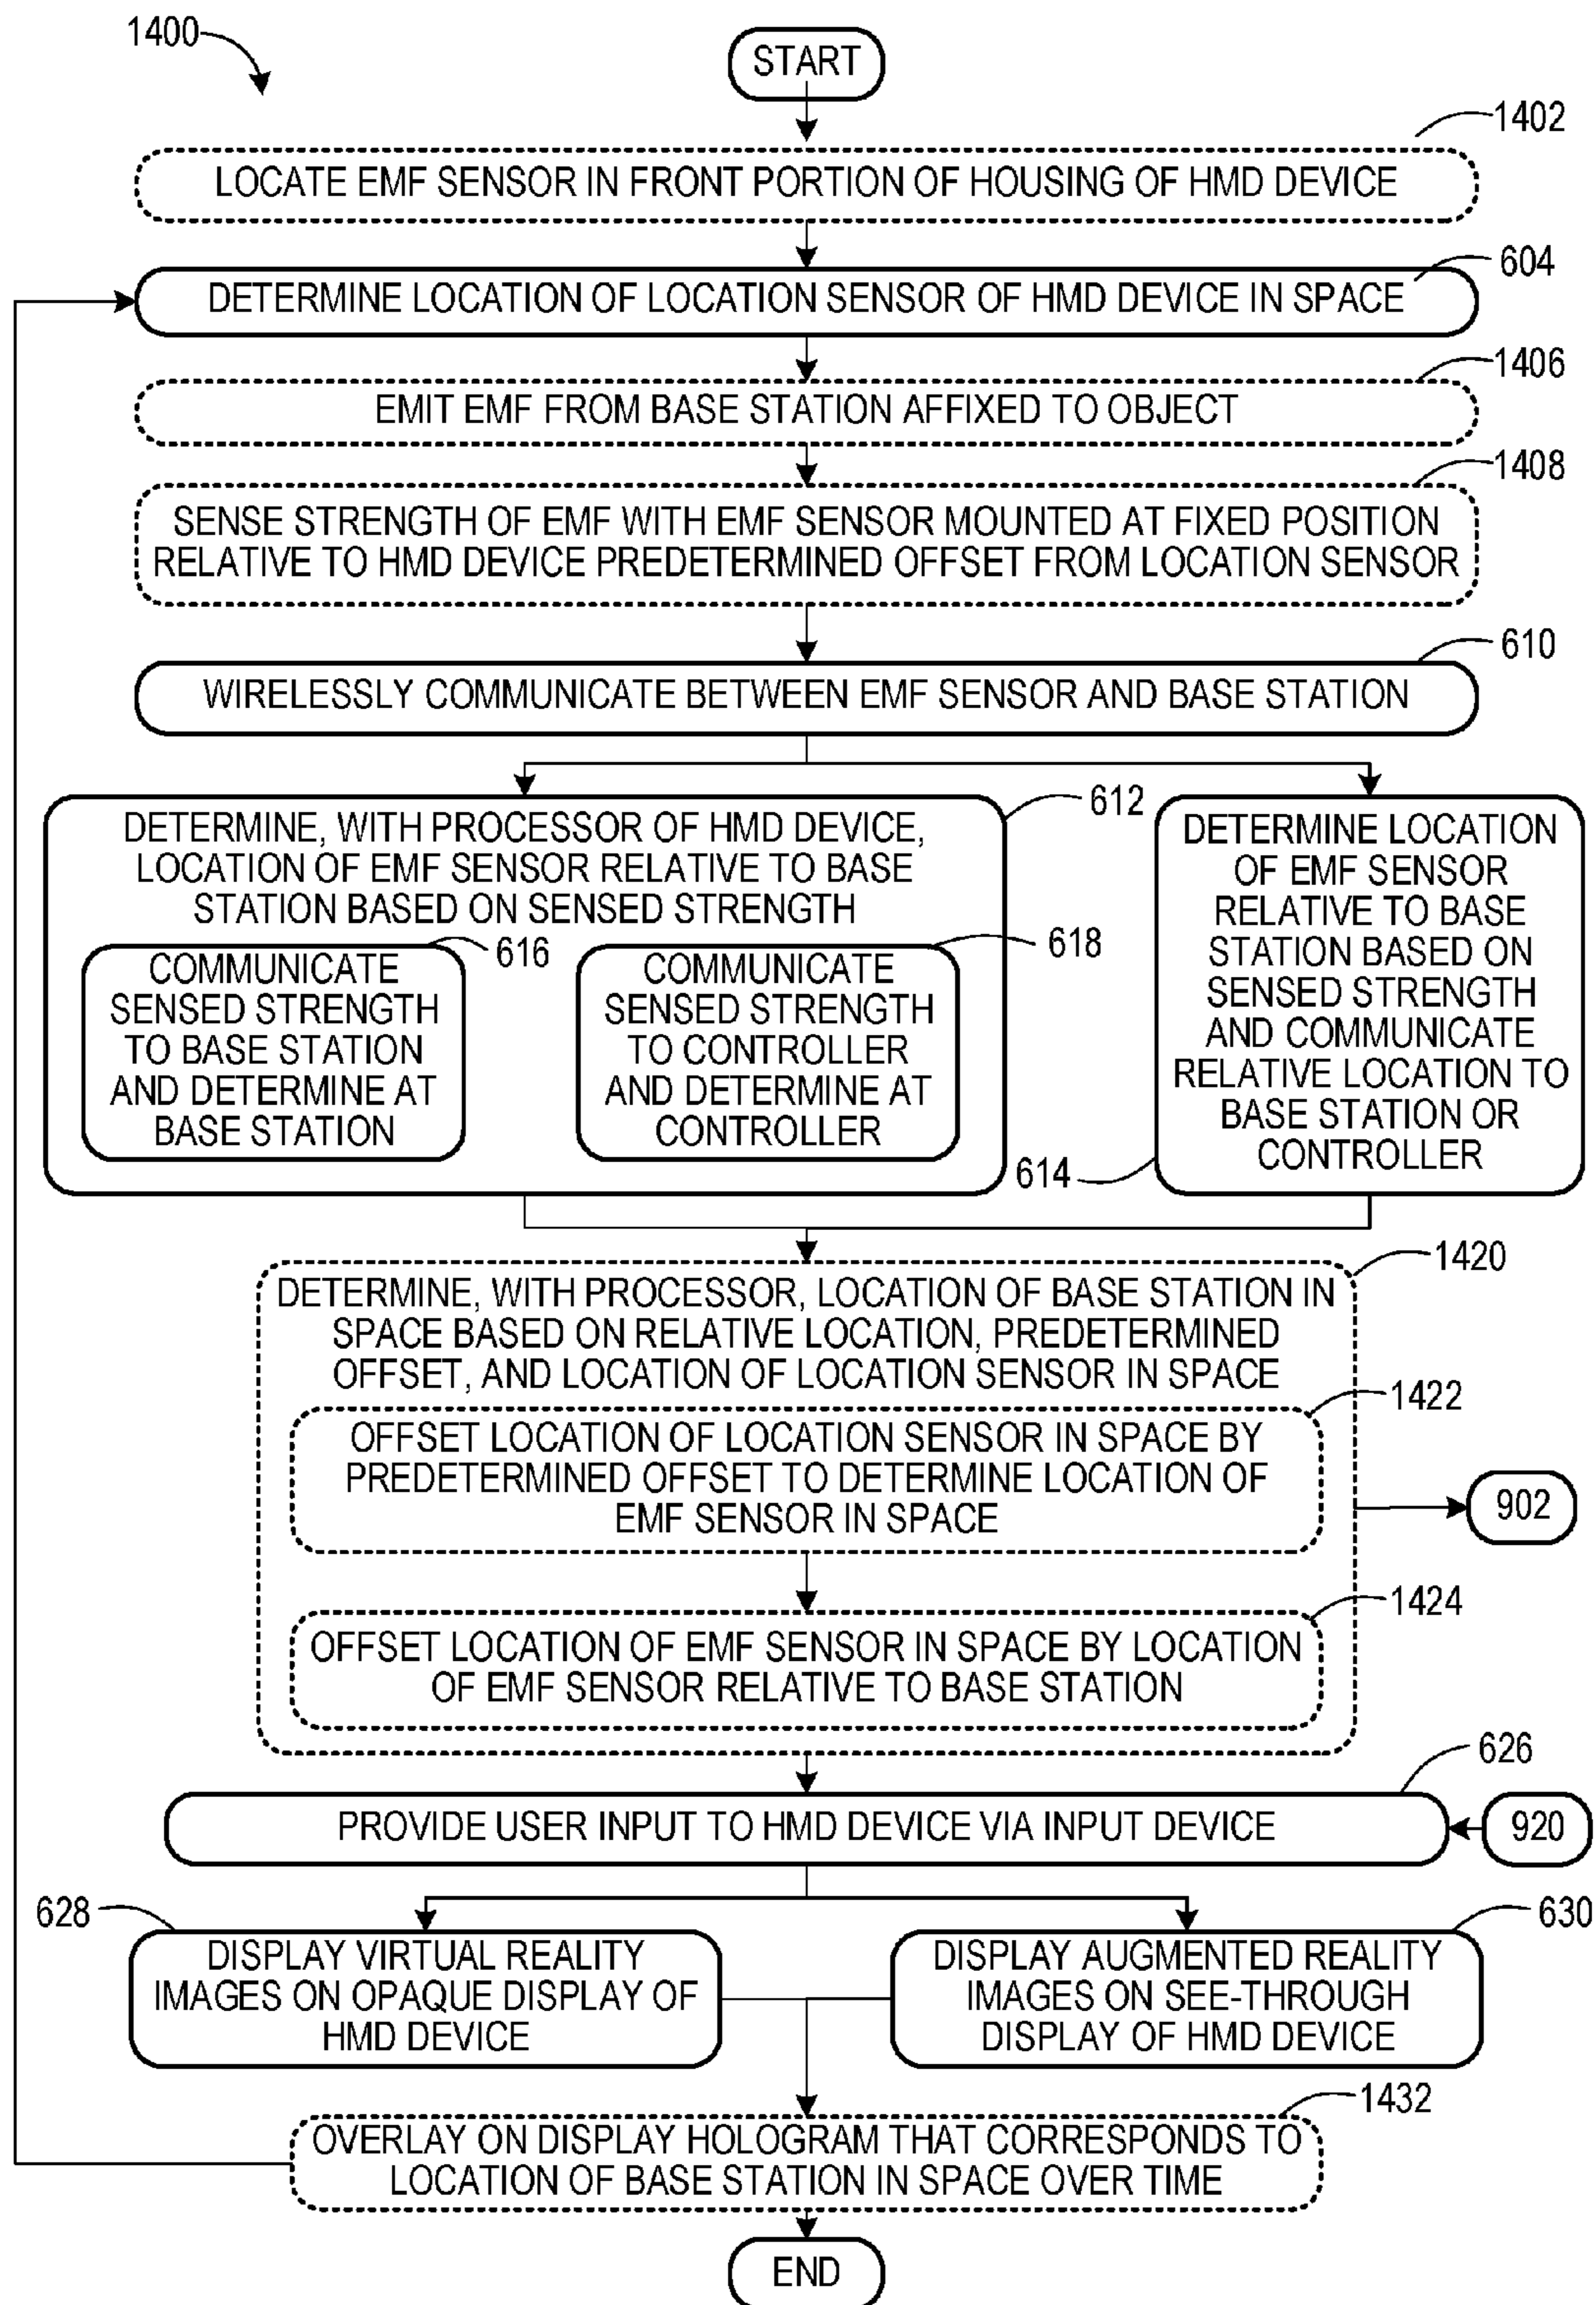 1400
START
1402
LOCATE EMF SENSOR IN FRONT PORTION OF HOUSING OF HMD DEVICE
604
DETERMINE LOCATION OF LOCATION SENSOR OF HMD DEVICE IN SPACE
1406
EMIT EMF FROM BASE STATION AFFIXED TO OBJECT
1408
SENSE STRENGTH OF EMF WITH EMF SENSOR MOUNTED AT FIXED POSITION
RELATIVE TO HMD DEVICE PREDETERMINED OFFSET FROM LOCATION SENSOR
610
WIRELESSLY COMMUNICATE BETWEEN EMF SENSOR AND BASE STATION
612
DETERMINE, WITH PROCESSOR OF HMD DEVICE,
LOCATION OF EMF SENSOR RELATIVE TO BASE
STATION BASED ON SENSED STRENGTH
616
COMMUNICATE
SENSED STRENGTH
TO BASE STATION
AND DETERMINE AT
BASE STATION
618
COMMUNICATE
SENSED STRENGTH
TO CONTROLLER
AND DETERMINE AT
CONTROLLER
614
DETERMINE LOCATION
OF EMF SENSOR
RELATIVE TO BASE
STATION BASED ON
SENSED STRENGTH
AND COMMUNICATE
RELATIVE LOCATION TO
BASE STATION OR
CONTROLLER
1420
DETERMINE, WITH PROCESSOR, LOCATION OF BASE STATION IN
SPACE BASED ON RELATIVE LOCATION, PREDETERMINED
OFFSET, AND LOCATION OF LOCATION SENSOR IN SPACE
1422
OFFSET LOCATION OF LOCATION SENSOR IN SPACE BY
PREDETERMINED OFFSET TO DETERMINE LOCATION OF
EMF SENSOR IN SPACE
902
1424
OFFSET LOCATION OF EMF SENSOR IN SPACE BY LOCATION
OF EMF SENSOR RELATIVE TO BASE STATION
626
PROVIDE USER INPUT TO HMD DEVICE VIA INPUT DEVICE
920
628
DISPLAY VIRTUAL REALITY
IMAGES ON OPAQUE DISPLAY OF
HMD DEVICE
630
DISPLAY AUGMENTED REALITY
IMAGES ON SEE-THROUGH
DISPLAY OF HMD DEVICE
1432
OVERLAY ON DISPLAY HOLOGRAM THAT CORRESPONDS TO
LOCATION OF BASE STATION IN SPACE OVER TIME
END